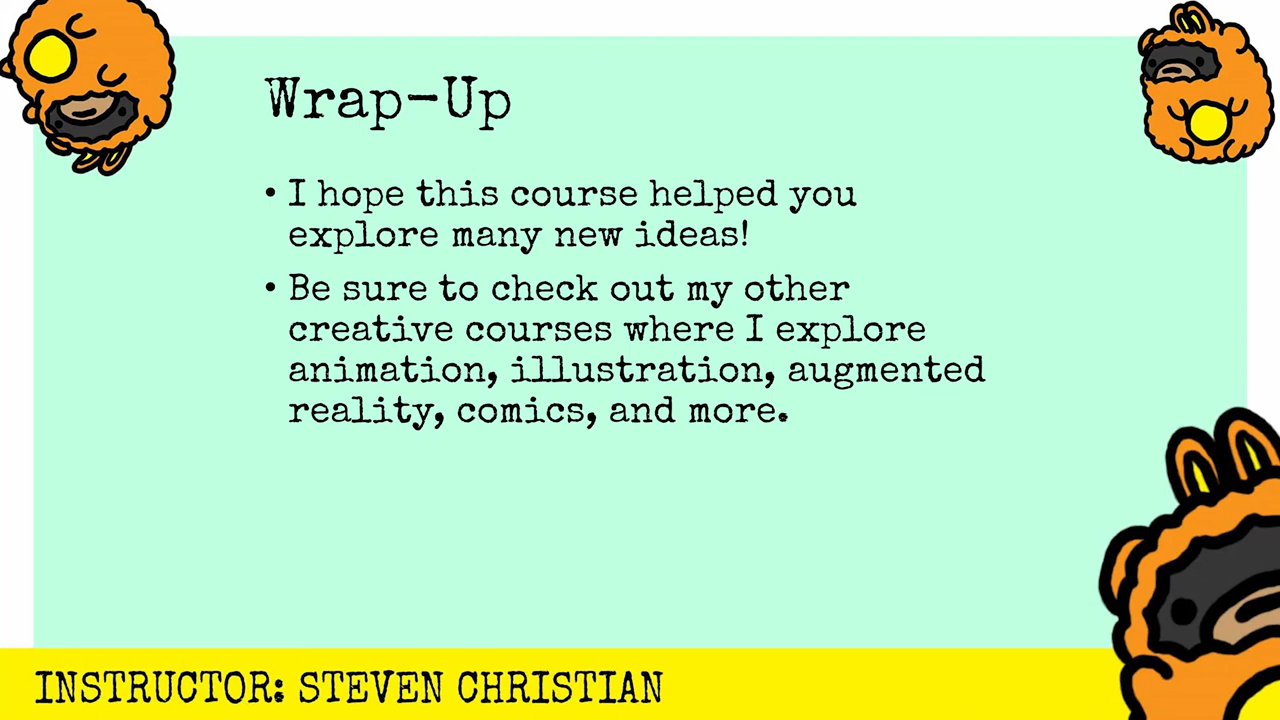 Wrap-Up
• I hope this course helped you
explore many new ideas!
• Be sure to check out my other
creative courses where I explore
animation, illustration, augmented
reality, comics, and more.
INSTRUCTOR: STEVEN CHRISTIAN